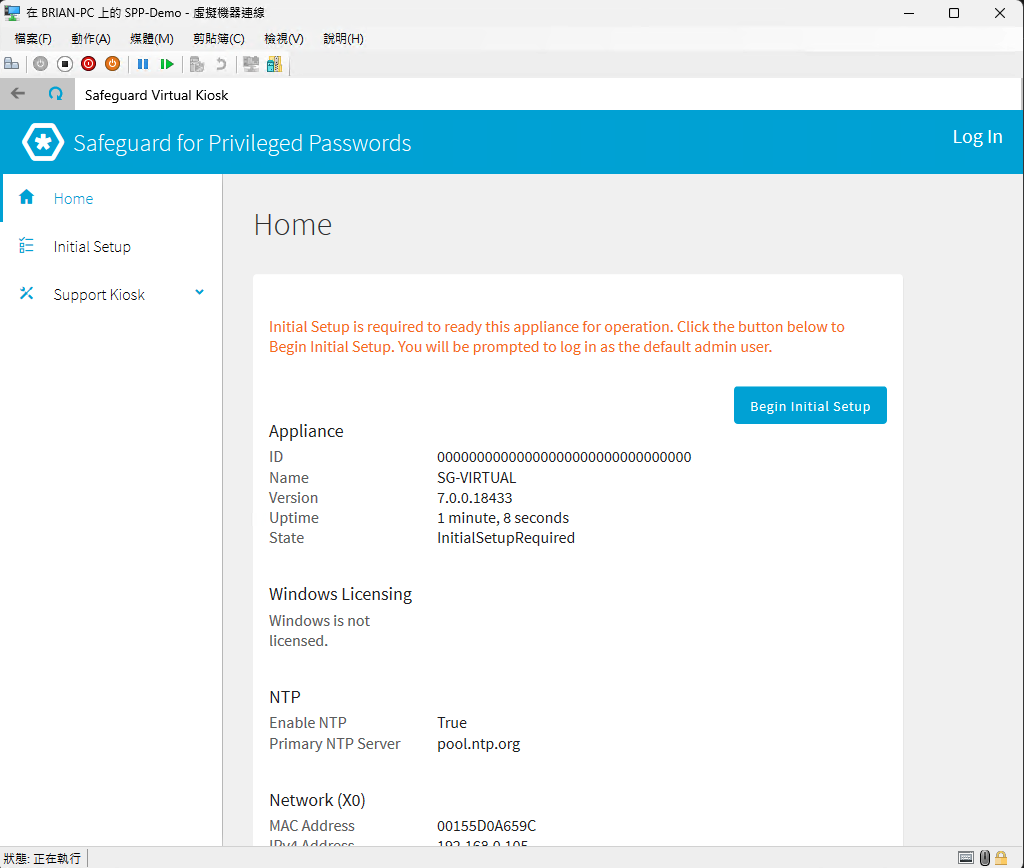 在 BRIAN-PC 上的 SPP-Demo - 虛擬機器連線
檔案(F) 動作(A) 媒體(M) 剪貼簿(C) 檢視(V) 說明(H)
Safeguard Virtual Kiosk
Safeguard for Privileged Passwords
Log In
Home
Initial Setup
Support Kiosk
Home
Initial Setup is required to ready this appliance for operation. Click the button below to
Begin Initial Setup. You will be prompted to log in as the default admin user.
Begin Initial Setup
Appliance
ID 00000000000000000000000000000000
Name SG-VIRTUAL
Version 7.0.0.18433
Uptime 1 minute, 8 seconds
State InitialSetupRequired
Windows Licensing
Windows is not
licensed.
NTP
Enable NTP True
Primary NTP Server pool.ntp.org
Network (X0)
MAC Address 00155D0A659C
IPv4 Address 192.168.0.105
狀態: 正在執行